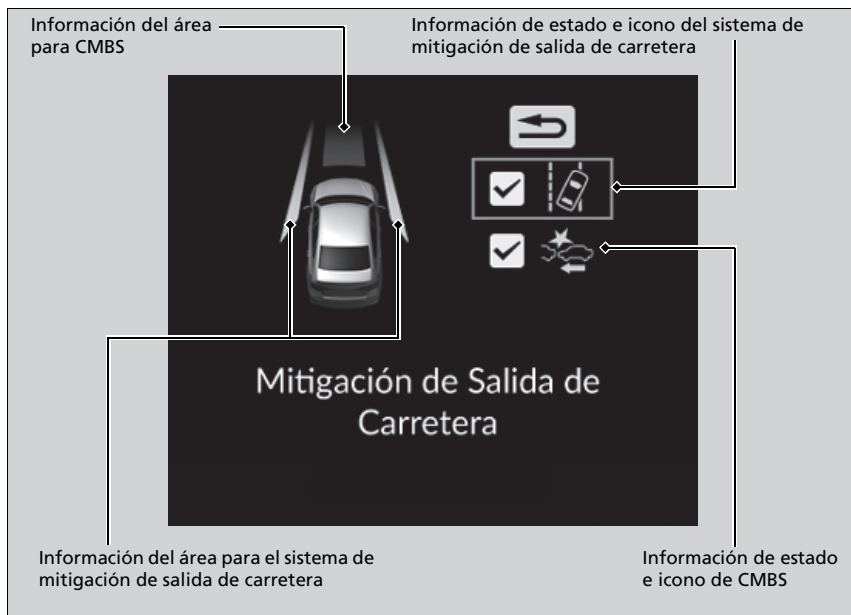 Información del área
para CMBS
Información de estado e icono del sistema de
mitigación de salida de carretera
Mitigación de Salida de
Carretera
Información del área para el sistema de
mitigación de salida de carretera
Información de estado
e icono de CMBS